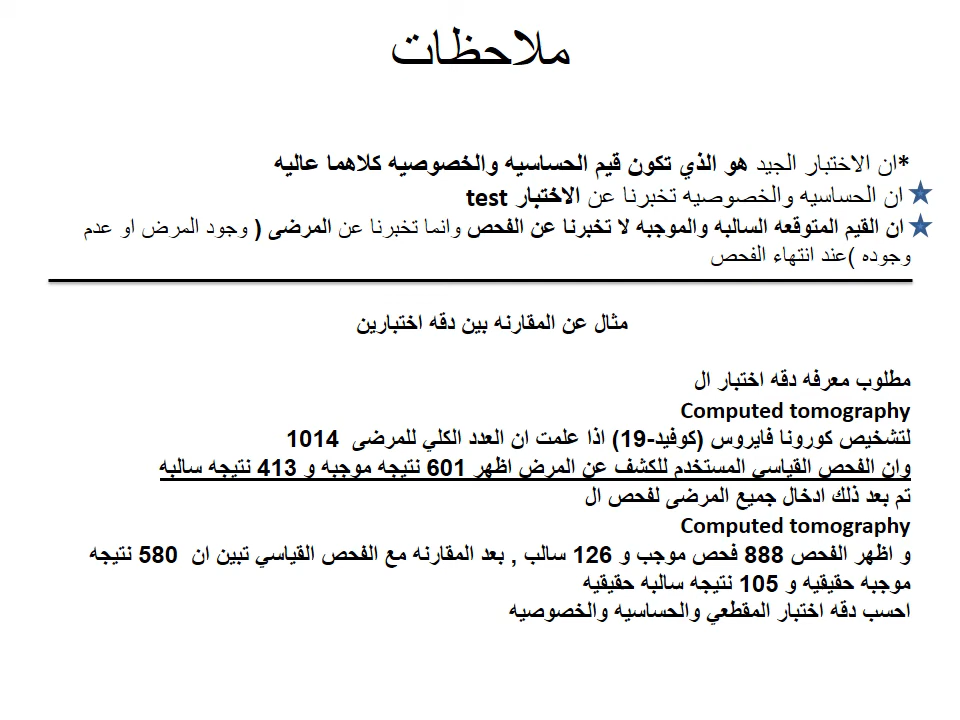 ملاحظات
*ان الاختبار الجيد هو الذي تكون قيم الحساسيه والخصوصيه كلاهما عاليه
ان الحساسيه والخصوصيه تخبرنا عن الاختبار test
ان القيم المتوقعه السالبه والموجبه لا تخبرنا عن الفحص وانما تخبرنا عن المرضى ( وجود المرض او عدم
وجوده )عند انتهاء الفحص
مثال عن المقارنه بين دقه اختبارين
مطلوب معرفه دقه اختبار ال
Computed tomography
لتشخيص كورونا فايروس (كوفيد-19) اذا علمت ان العدد الكلي للمرضى 1014
وان الفحص القياسي المستخدم للكشف عن المرض اظهر 601 نتيجه موجبه و 413 نتيجه سالبه
تم بعد ذلك ادخال جميع المرضى لفحص ال
Computed tomography
و اظهر الفحص 888 فحص موجب و 126 سالب , بعد المقارنه مع الفحص القياسي تبين ان 580 نتيجه
موجبه حقيقيه و 105 نتيجه سالبه حقيقيه
احسب دقه اختبار المقطعي والحساسيه والخصوصيه